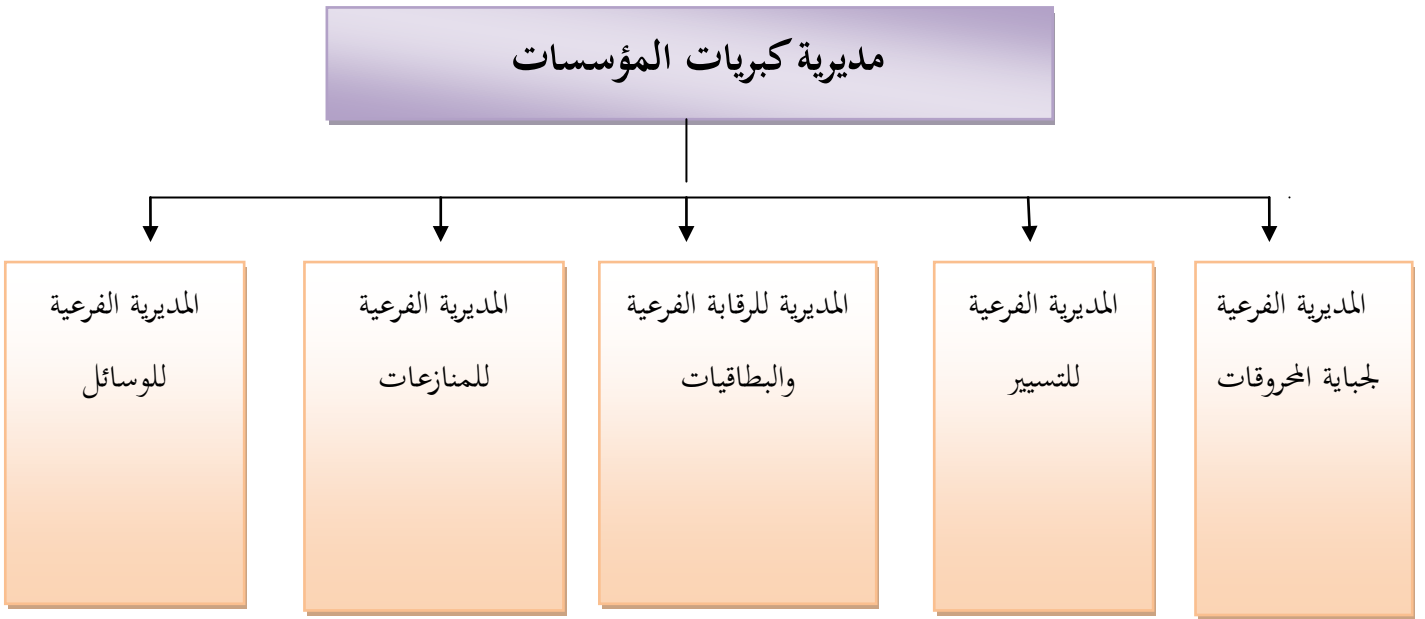 مديرية كبريات المؤسسات
المديرية الفرعية
لجباية المحروقات
المديرية الفرعية
للتسيير
المديرية للرقابة الفرعية
والبطاقيات
المديرية الفرعية
للمنازعات
المديرية الفرعية
للوسائل